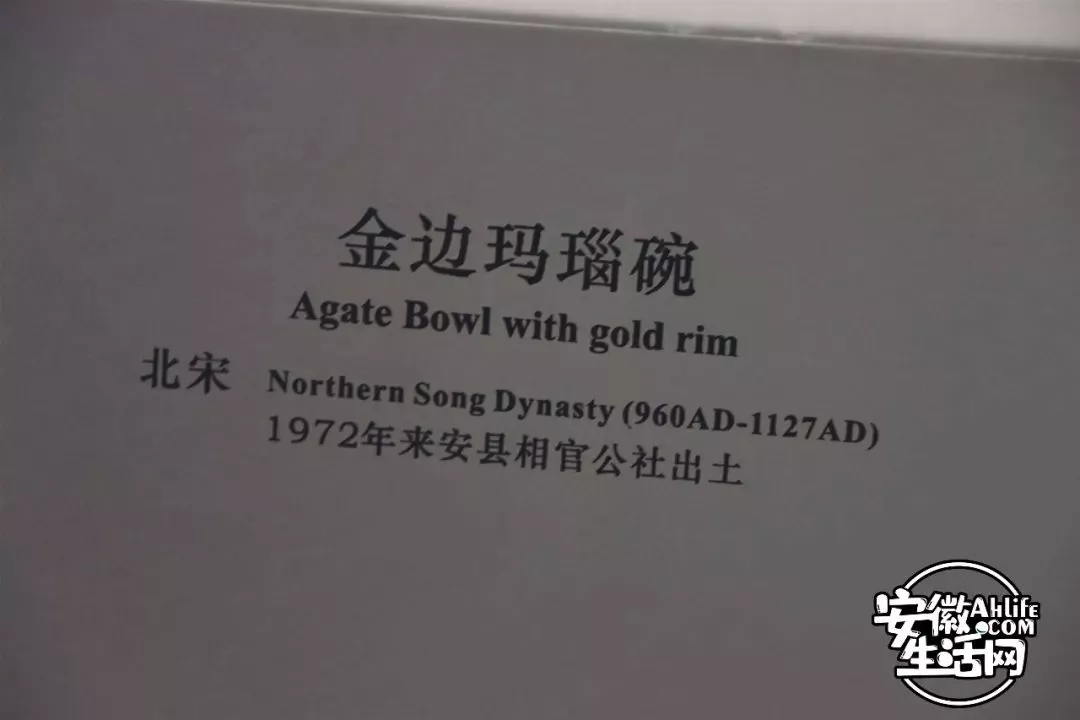 金边玛瑙碗
Agate Bowl with gold rim
北宋 Northern Song Dynasty (960AD-1127AD)
1972年来安县相官公社出土
安徽生活网
AhLiFE.COM